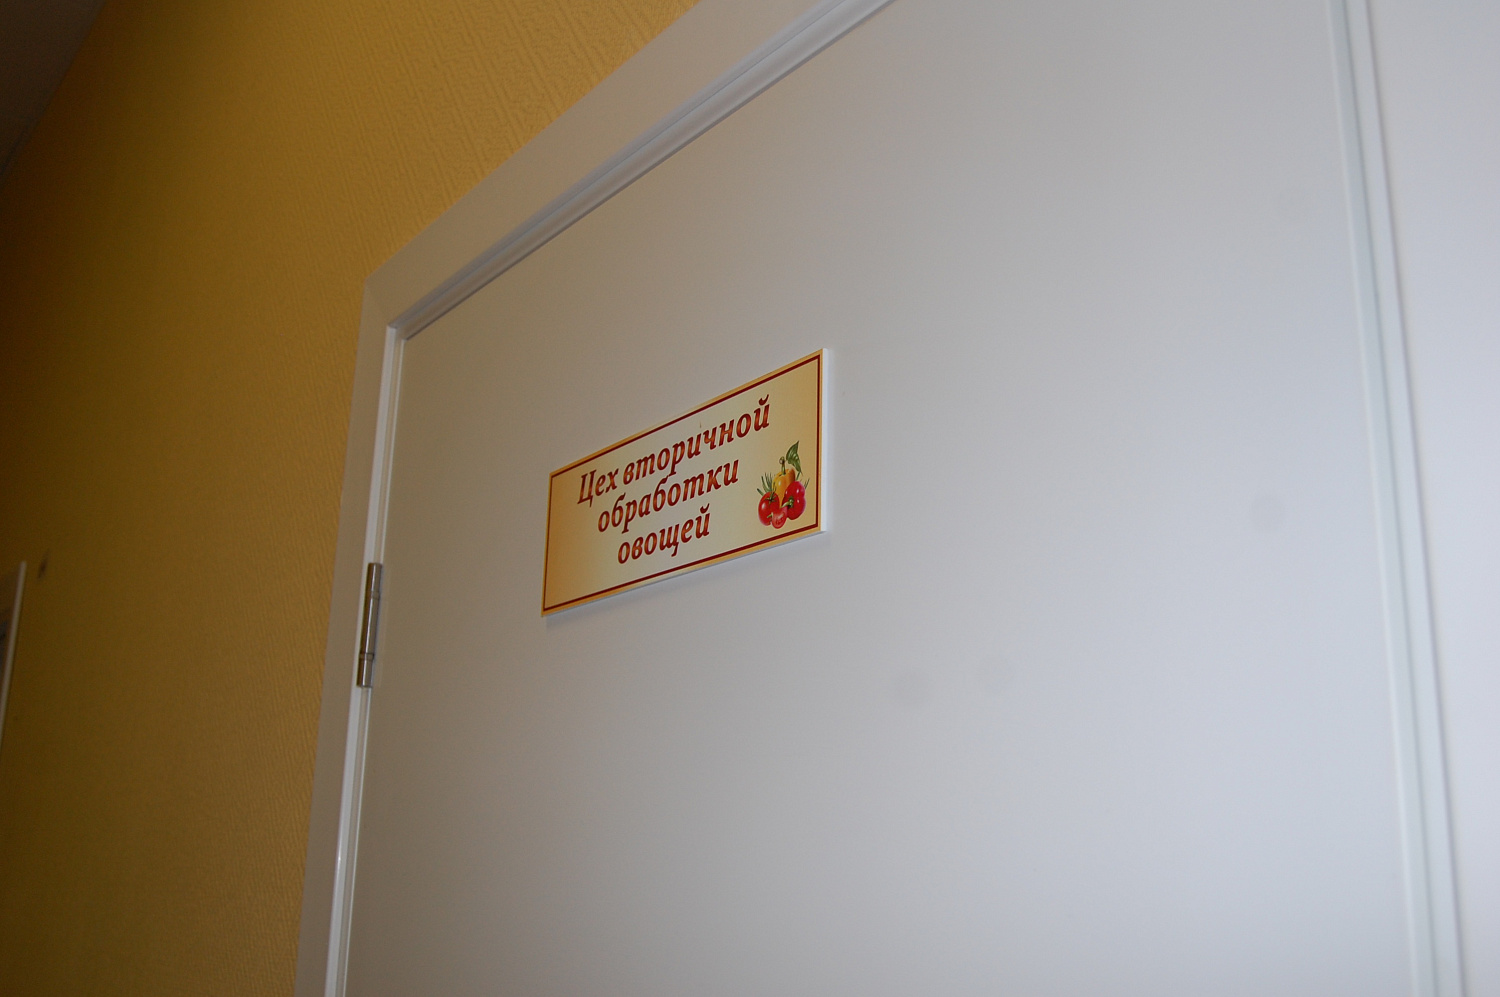 Цех вторичной
обработки
овощей